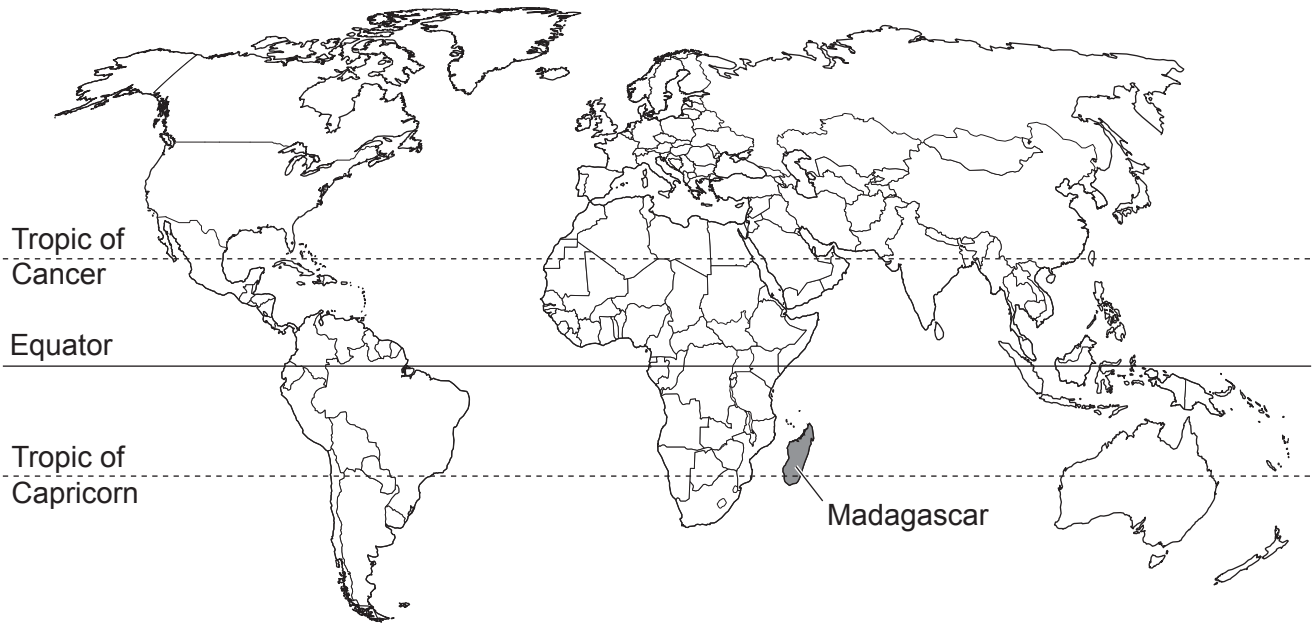 Tropic of
Cancer
Equator
Tropic of
Capricorn
Madagascar